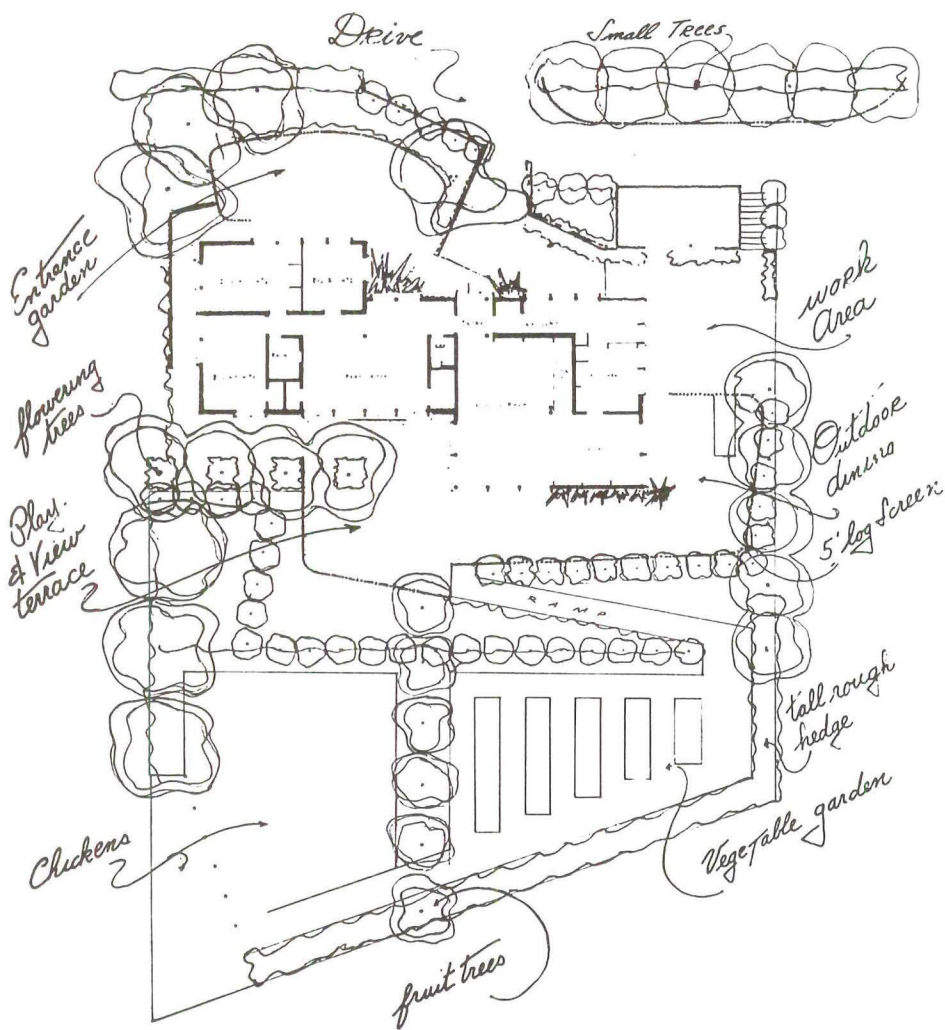 Drive
Small Trees
Entrance
garden
work
Area
flowering
trees
Outdoor
dining
Play.
& View
terrace
5' log Screen
RAMP
tall rough
hedge
Vegetable garden
Chickens
fruit trees